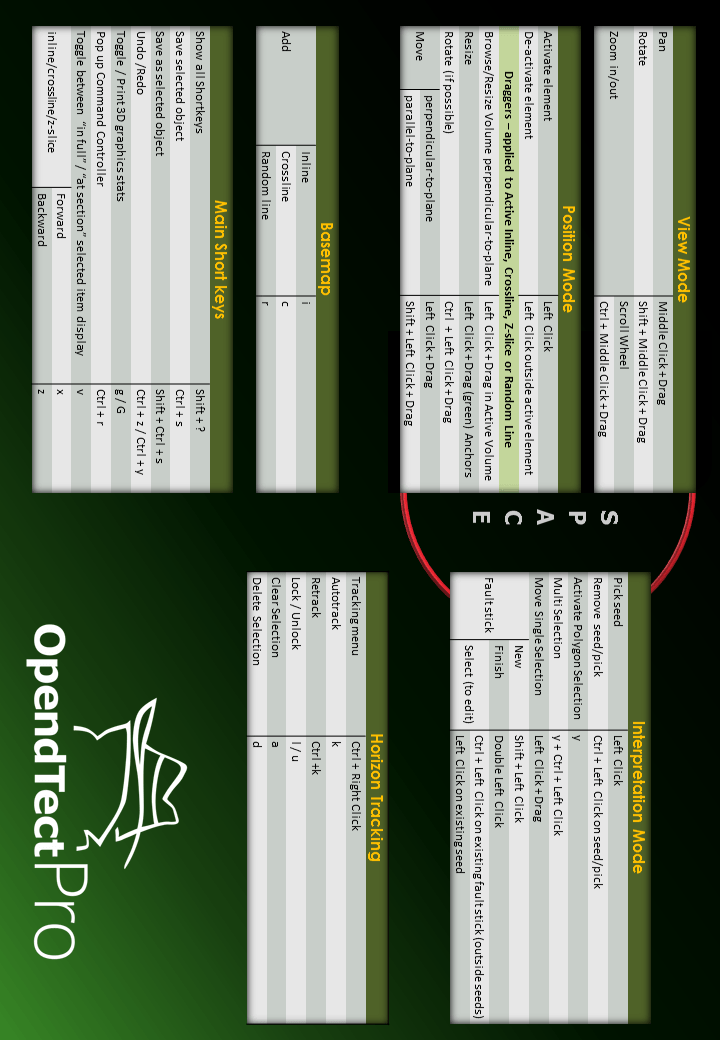 View Mode
Pan Middle Click + Drag
Rotate Shift + Middle Click + Drag
Zoom in/out Scroll Wheel
Ctrl + Middle Click + Drag
Position Mode
Activate element Left Click
De-activate element Left Click outside active element
Draggers – applied to Active Inline, Crossline, Z-slice or Random Line
Browse/Resize Volume perpendicular-to-plane Left Click + Drag in Active Volume
Resize Left Click + Drag (green) Anchors
Rotate (if possible) Ctrl + Left Click + Drag
Move perpendicular-to-plane Left Click + Drag
parallel-to-plane Shift + Left Click + Drag
Basemap
Add Inline i
Crossline c
Random line r
Main Short keys
Show all Shortkeys Shift + ?
Save selected object Ctrl + s
Save as selected object Shift + Ctrl + s
Undo /Redo Ctrl + z / Ctrl + y
Toggle / Print 3D graphics stats g / G
Pop up Command Controller Ctrl + r
Toggle between “in full” / “at section” selected item display v
inline/crossline/z-slice Forward x
Backward z
SPACE
Interpretation Mode
Pick seed Left Click
Remove seed/pick Ctrl + Left Click on seed/pick
Activate Polygon Selection y
Multi Selection y + Ctrl + Left Click
Move Single Selection Left Click + Drag
Fault stick New Shift + Left Click
Finish Double Left Click
Select (to edit) Ctrl + Left Click on existing fault stick (outside seeds)
Left Click on existing seed
Horizon Tracking
Tracking menu Ctrl + Right Click
Autotrack k
Retrack Ctrl +k
Lock / Unlock l / u
Clear Selection a
Delete Selection d
OpendTect Pro